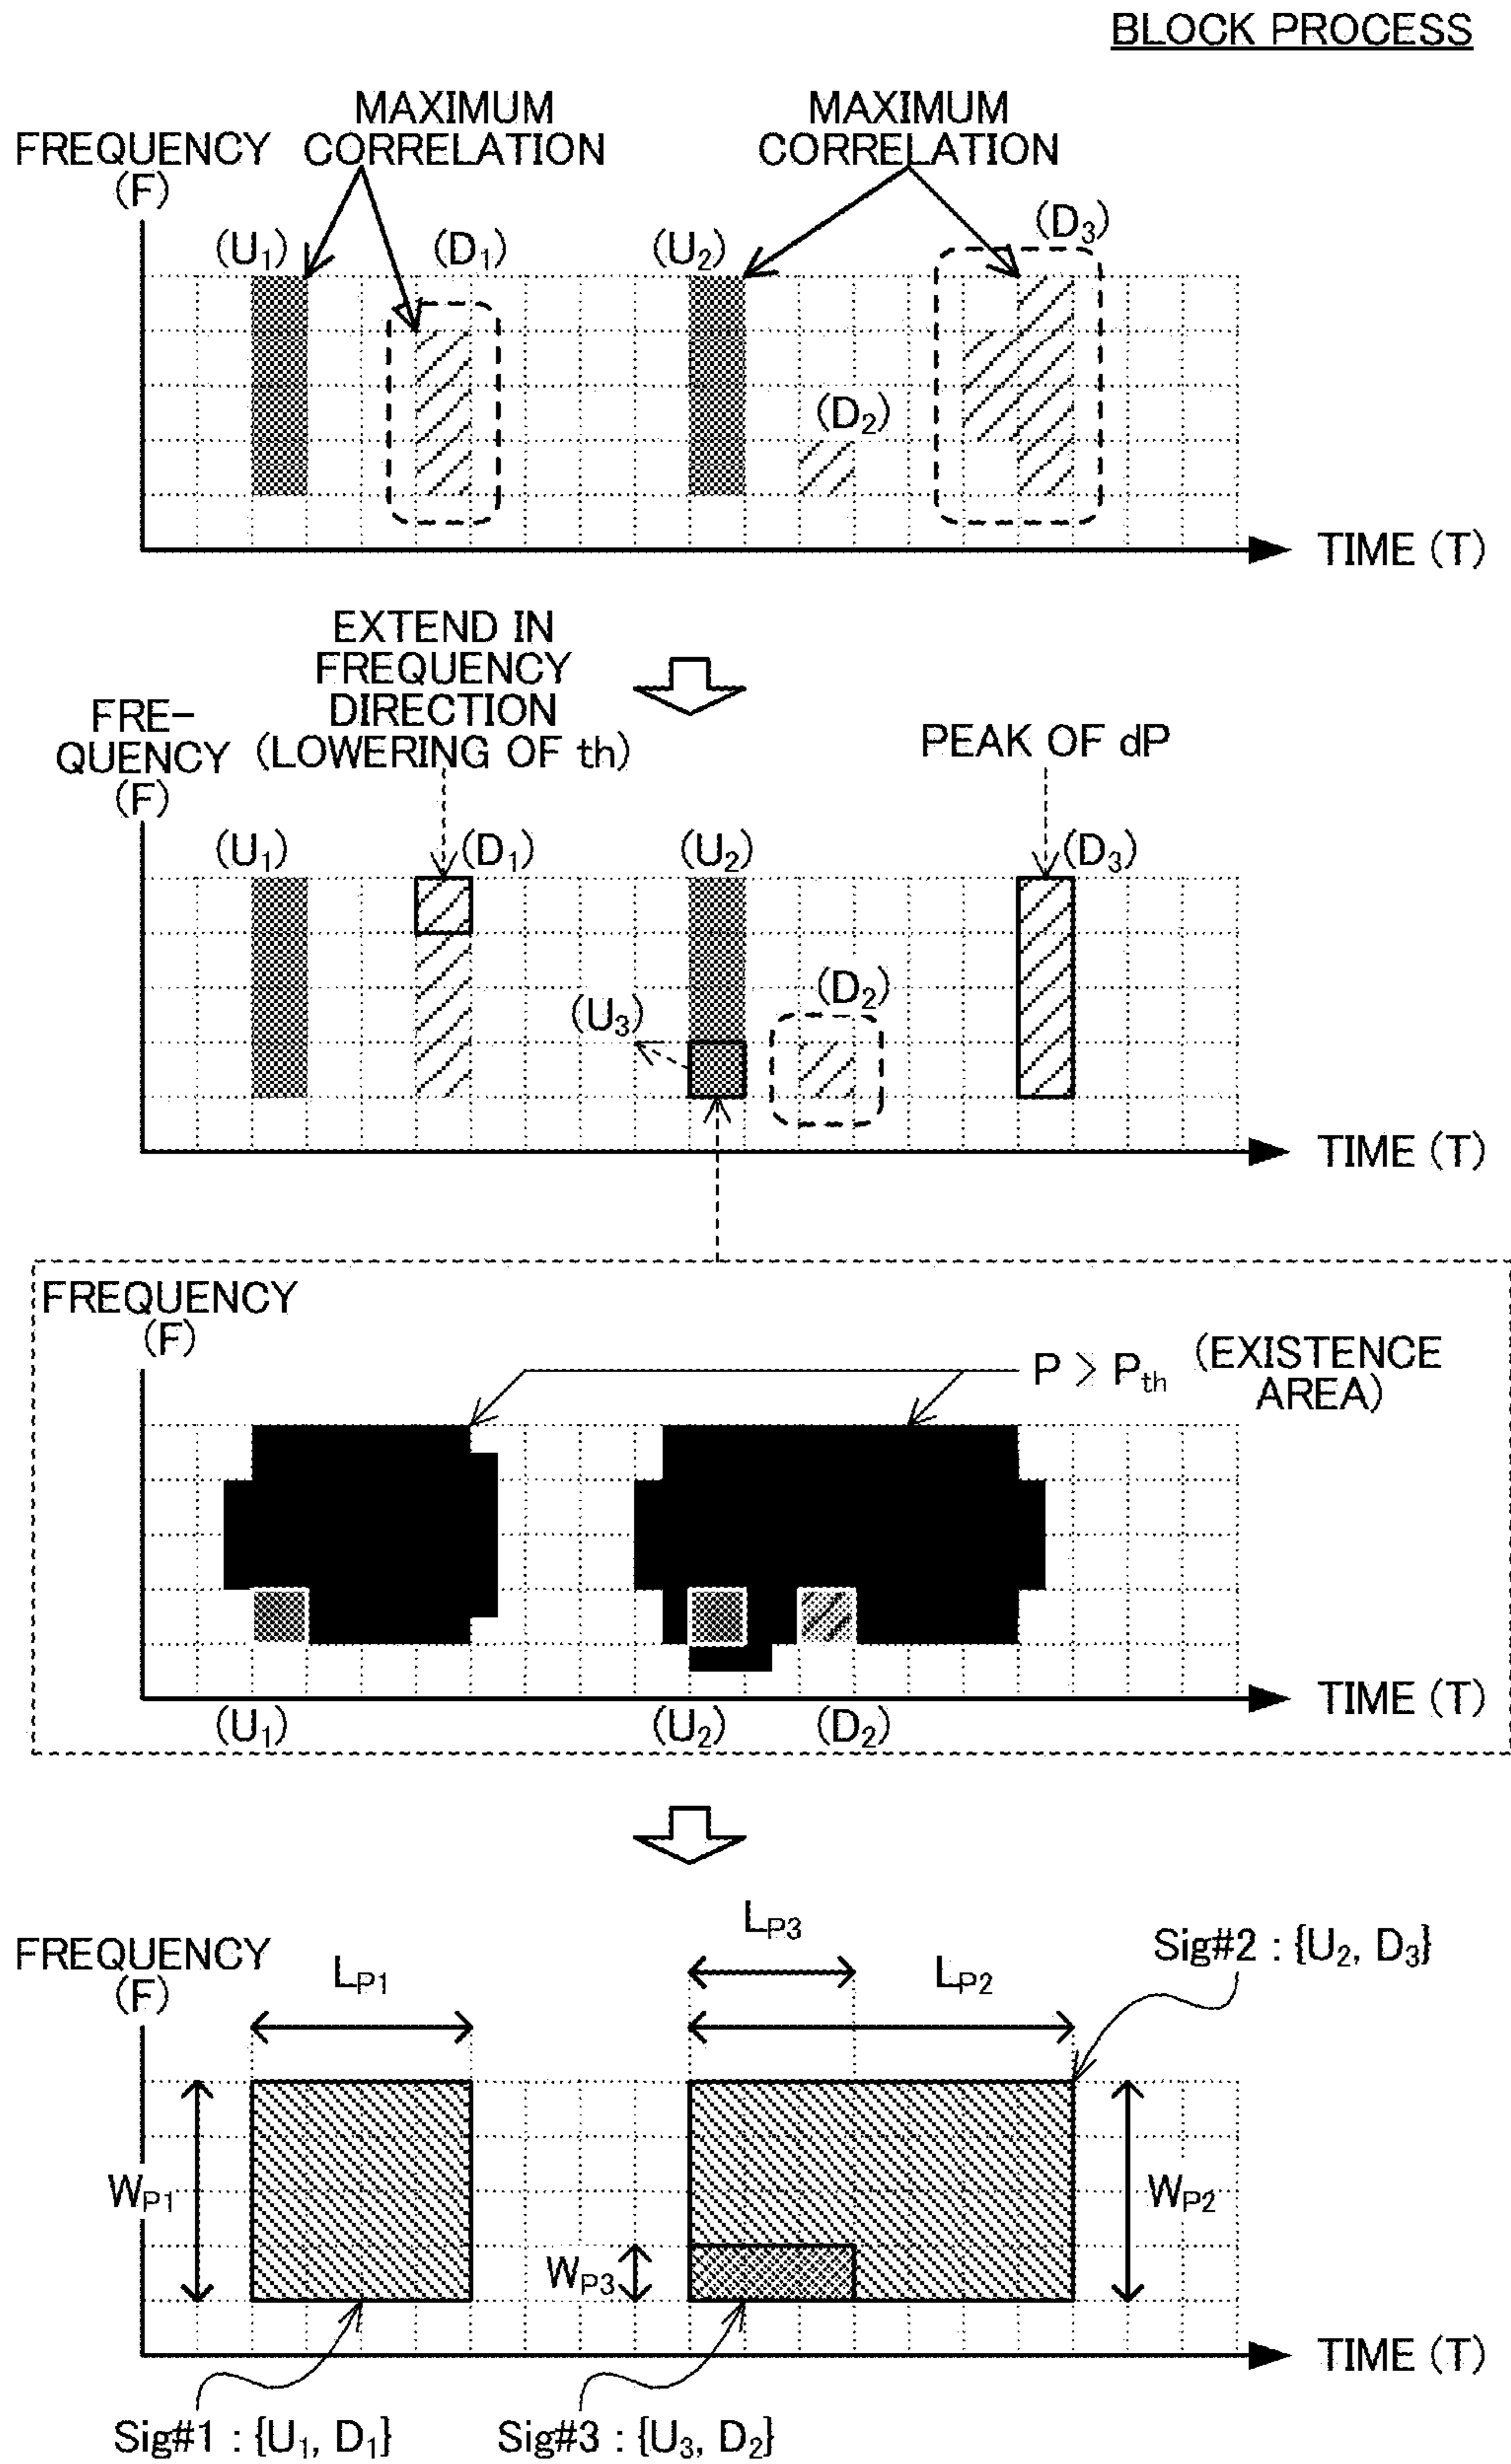 BLOCK PROCESS
MAXIMUM
CORRELATION
MAXIMUM
CORRELATION
FREQUENCY
(F)
(U₁)
(D₁)
(U₂)
(D₃)
(D₂)
TIME (T)
EXTEND IN
FREQUENCY
DIRECTION
(LOWERING OF th)
FRE-
QUENCY
(F)
PEAK OF dP
(U₁)
(D₁)
(U₂)
(D₃)
(U₃)
(D₂)
TIME (T)
FREQUENCY
(F)
P > Pth
(EXISTENCE
AREA)
TIME (T)
(U₁)
(U₂)
(D₂)
FREQUENCY
(F)
LP1
LP3
LP2
Sig#2 : {U₂, D₃}
WP1
WP3
WP2
TIME (T)
Sig#1 : {U₁, D₁}
Sig#3 : {U₃, D₂}